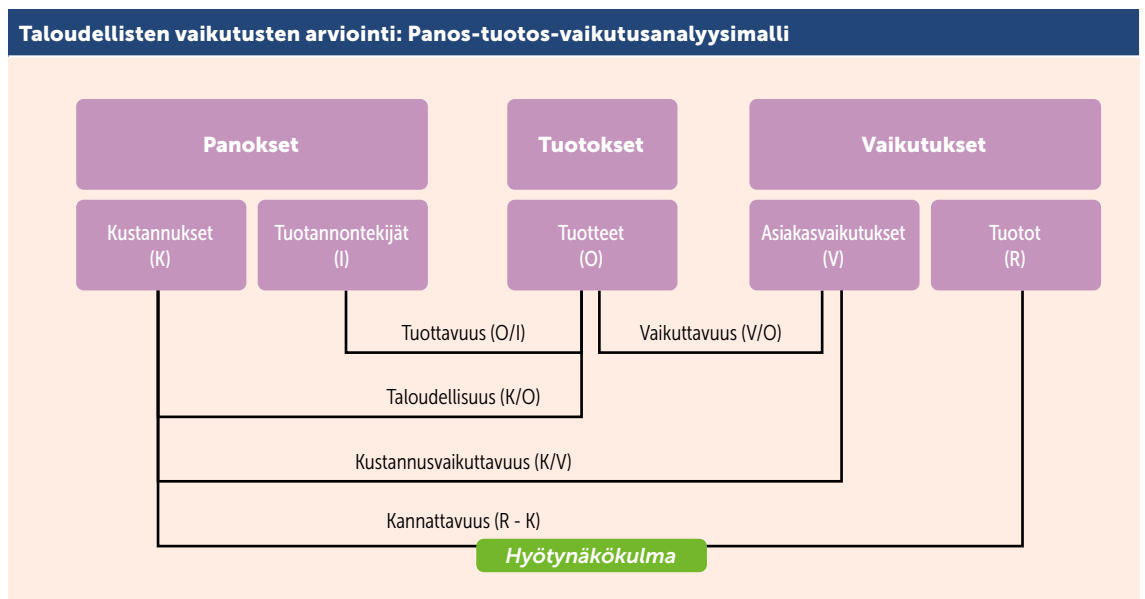 Taloudellisten vaikutusten arviointi: Panos-tuotos-vaikutusanalyysimalli
Panokset
Tuotokset
Vaikutukset
Kustannukset
(K)
Tuotannontekijät
(I)
Tuotteet
(O)
Asiakasvaikutukset
(V)
Tuotot
(R)
Tuottavuus (O/I)
Vaikuttavuus (V/O)
Taloudellisuus (K/O)
Kustannusvaikuttavuus (K/V)
Kannattavuus (R - K)
Hyötynäkökulma